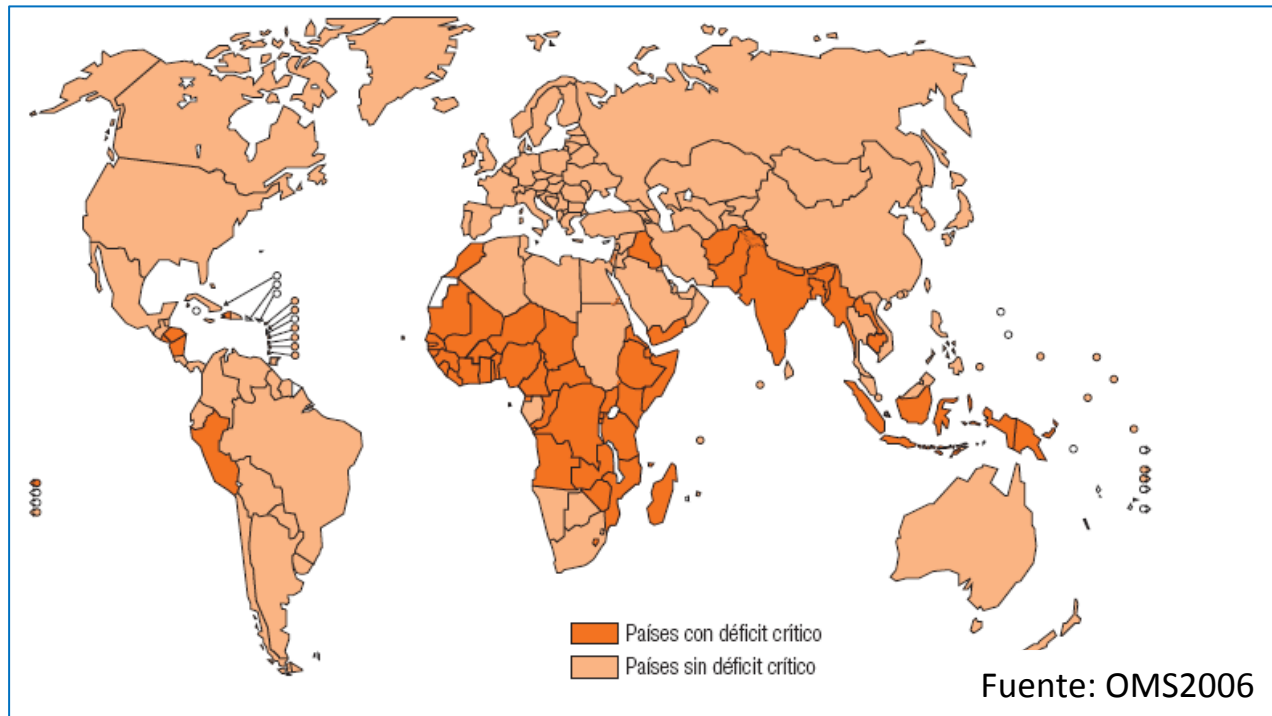 Países con déficit crítico
Países sin déficit crítico
Fuente: OMS2006